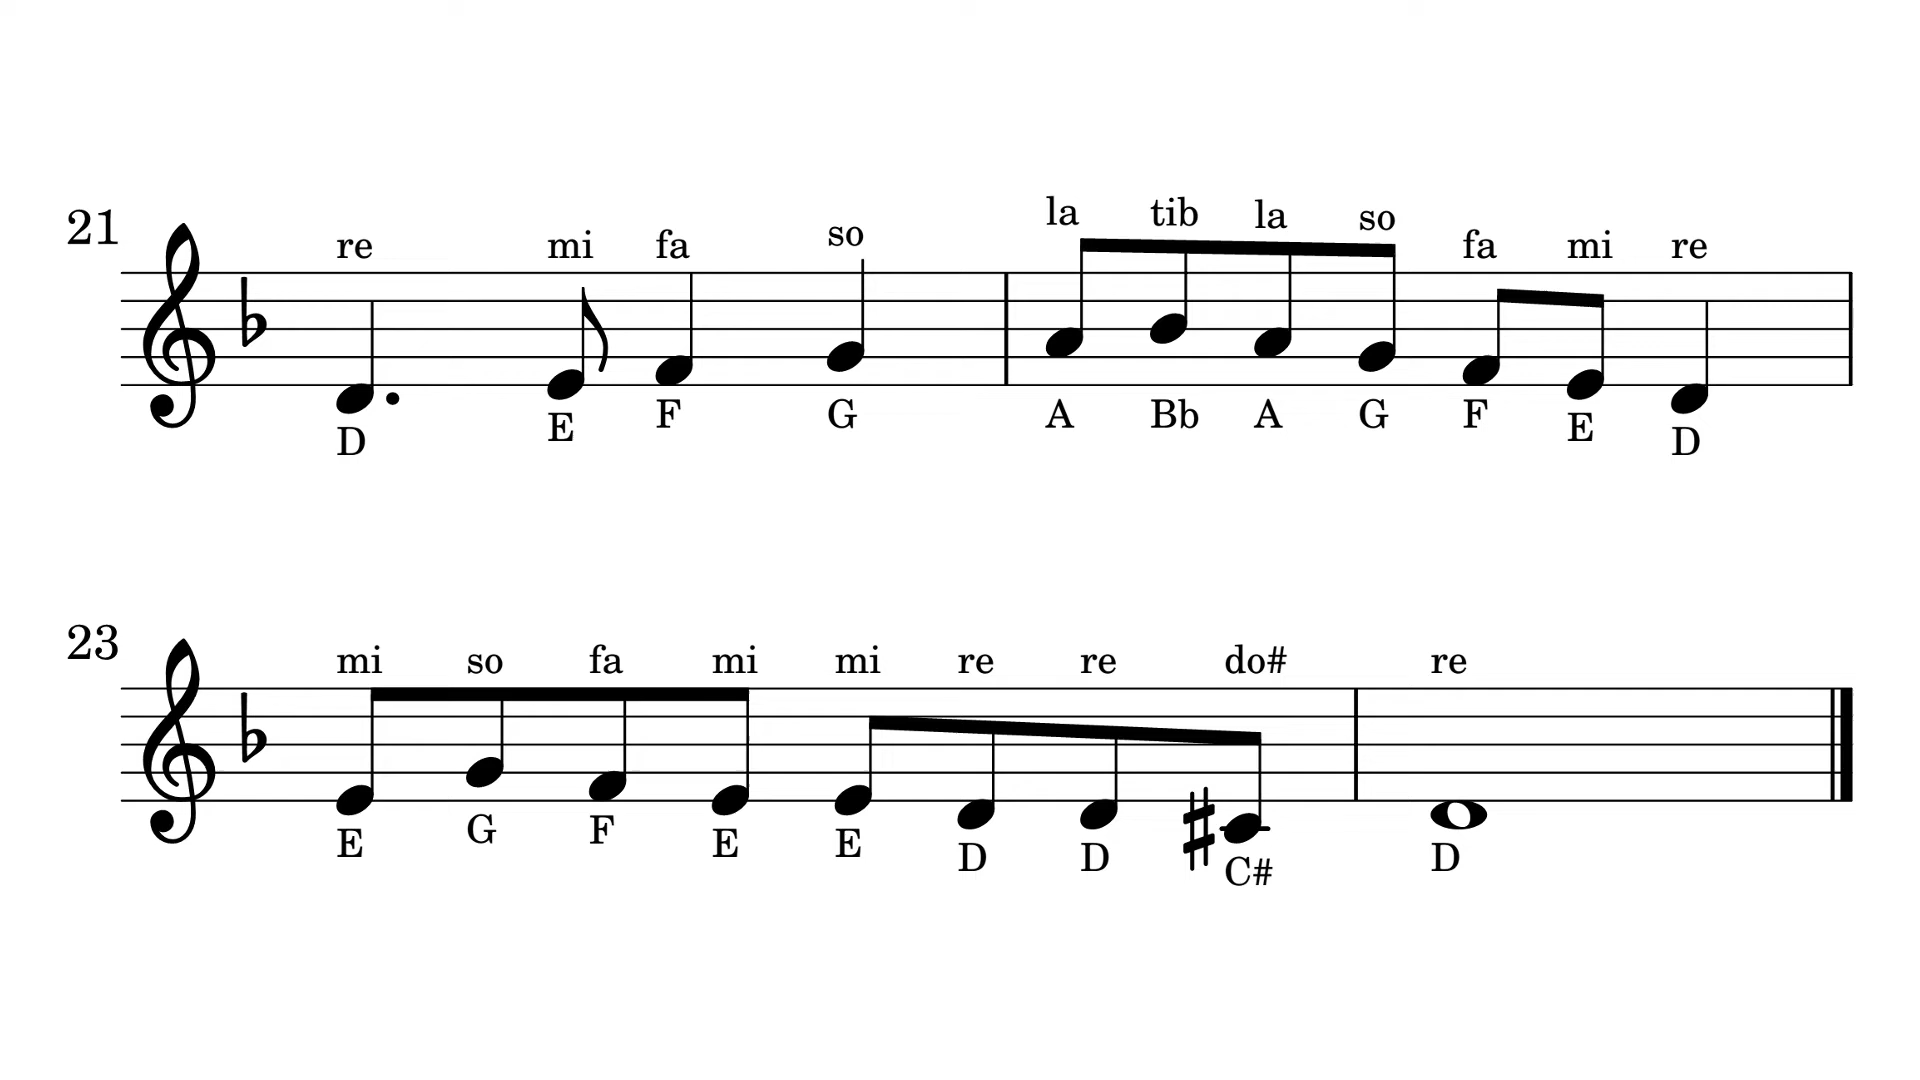 21
re mi fa so la tib la so fa mi re
D E F G A Bb A G F E D
23
mi so fa mi mi re re do# re
E G F E E D D C# D